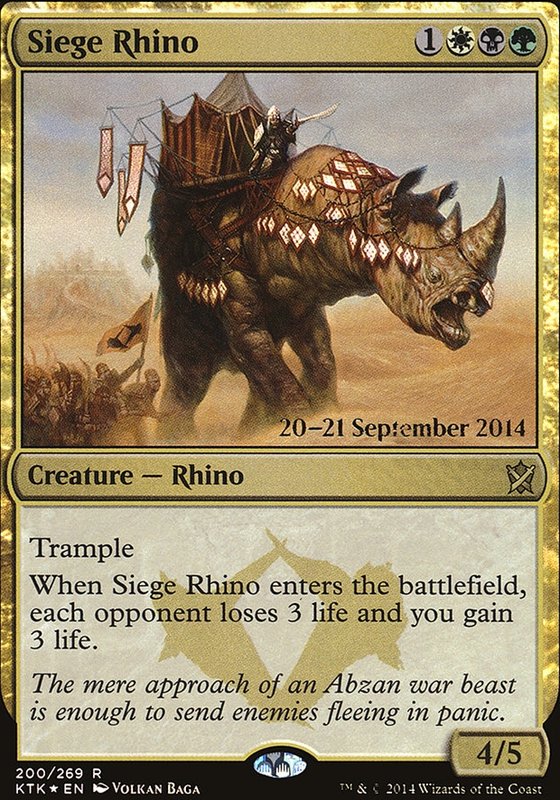 Siege Rhino 1
20–21 September 2014
Creature — Rhino
Trample
When Siege Rhino enters the battlefield,
each opponent loses 3 life and you gain
3 life.
The mere approach of an Abzan war beast
is enough to send enemies fleeing in panic.
4/5
200/269 R
KTK ★ EN VOLKAN BAGA
™ & © 2014 Wizards of the Coast